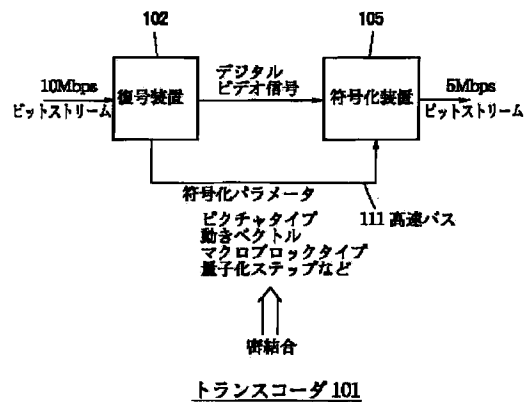 102
105
10Mbps
ビットストリーム
復号装置
デジタル
ビデオ信号
符号化装置
5Mbps
ビットストリーム
符号化パラメータ
111 高速バス
ピクチャタイプ
動きベクトル
マクロブロックタイプ
量子化ステップなど
密結合
トランスコーダ 101